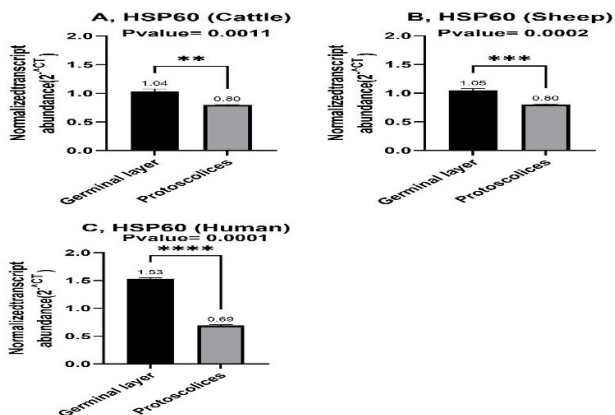 A, HSP60 (Cattle)
Pvalue= 0.0011
**
Normalizedtranscript
abundance(2⁻ᴬCT)
2.0
1.5
1.0
0.5
0.0
1.04
0.80
Germinal layer
Protoscolices
B, HSP60 (Sheep)
Pvalue= 0.0002
***
Normalizedtranscript
abundance(2⁻ᴬCT)
2.0
1.5
1.0
0.5
0.0
1.05
0.80
Germinal layer
Protoscolices
C, HSP60 (Human)
Pvalue= 0.0001
****
Normalizedtranscript
abundance(2⁻ᴬCT)
2.0
1.5
1.0
0.5
0.0
1.53
0.69
Germinal layer
Protoscolices